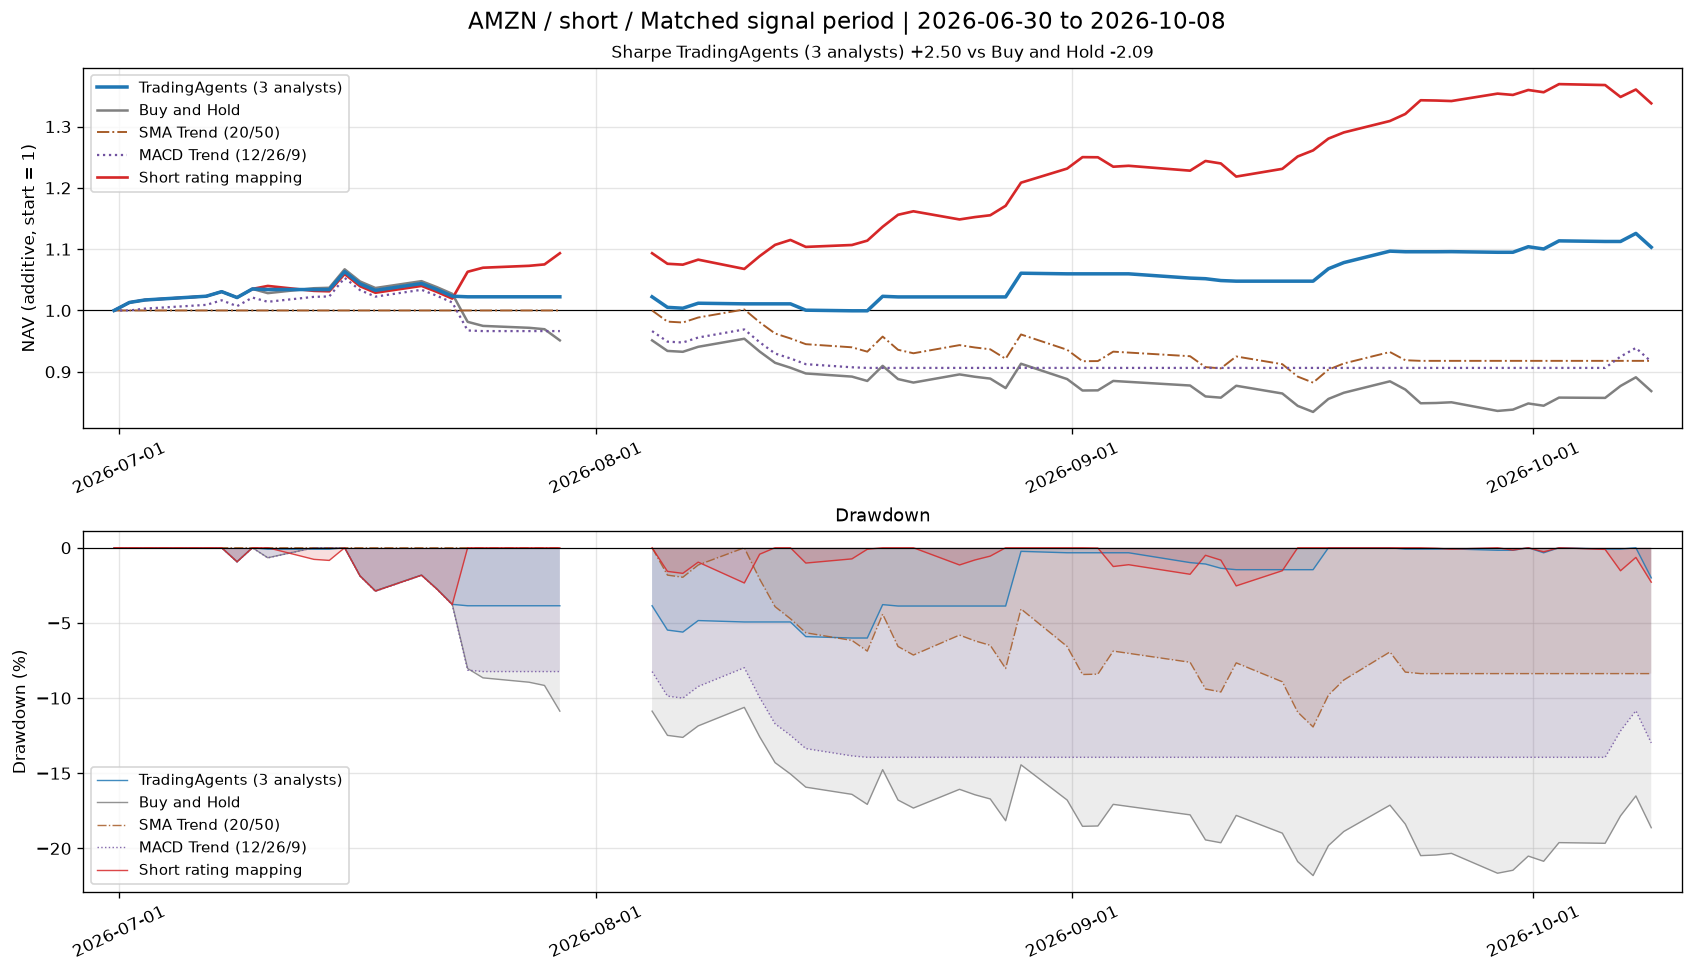 AMZN / short / Matched signal period | 2026-06-30 to 2026-10-08
Sharpe TradingAgents (3 analysts) +2.50 vs Buy and Hold -2.09
NAV (additive, start = 1)
1.3
1.2
1.1
1.0
0.9
TradingAgents (3 analysts)
Buy and Hold
SMA Trend (20/50)
MACD Trend (12/26/9)
Short rating mapping
2026-07-01
2026-08-01
2026-09-01
2026-10-01
Drawdown
Drawdown (%)
0
−5
−10
−15
−20
TradingAgents (3 analysts)
Buy and Hold
SMA Trend (20/50)
MACD Trend (12/26/9)
Short rating mapping
2026-07-01
2026-08-01
2026-09-01
2026-10-01